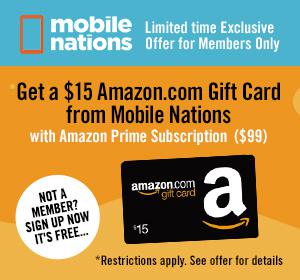 mobile
nations
Limited time Exclusive
Offer for Members Only
Get a $15 Amazon.com Gift Card
from Mobile Nations
with Amazon Prime Subscription ($99)
NOT A
MEMBER?
SIGN UP NOW
IT'S FREE...
amazon.com
gift card
a
$15
*Restrictions apply. See offer for details